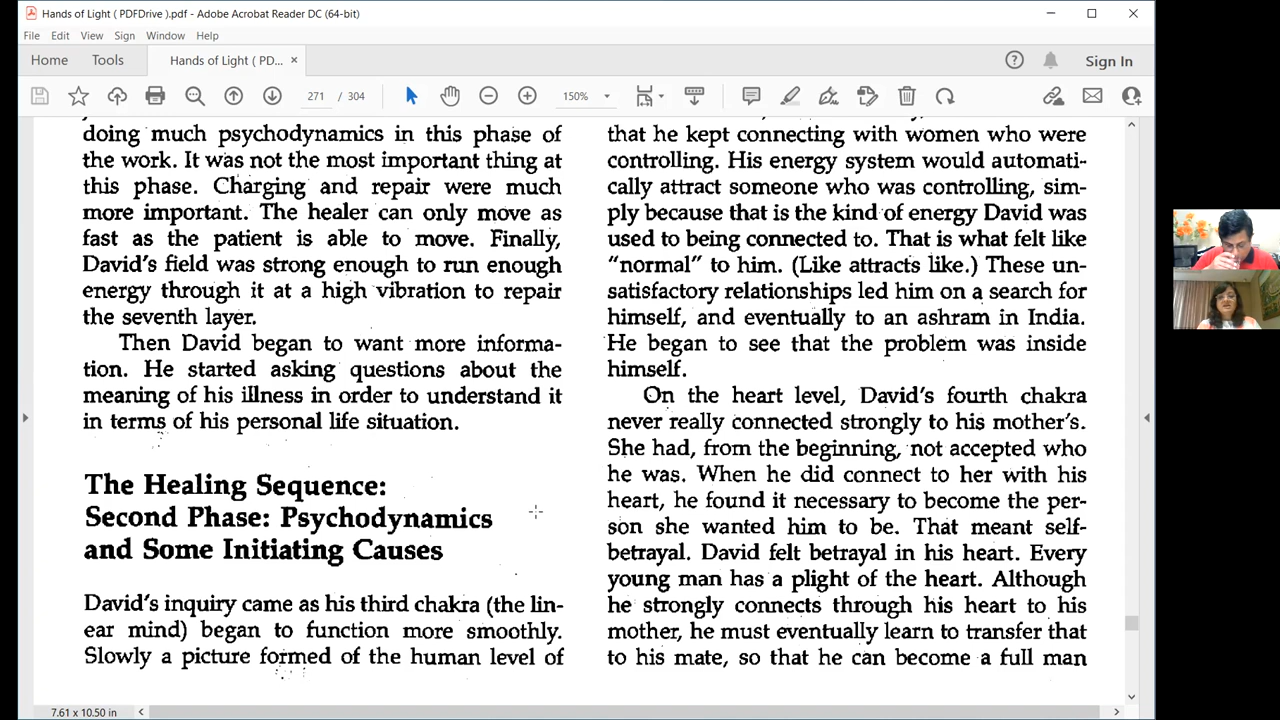 Hands of Light ( PDFDrive ).pdf - Adobe Acrobat Reader DC (64-bit)
File Edit View Sign Window Help
Home Tools Hands of Light ( PD... × Sign In
271 / 304 150%
doing much psychodynamics in this phase of
the work. It was not the most important thing at
this phase. Charging and repair were much
more important. The healer can only move as
fast as the patient is able to move. Finally,
David's field was strong enough to run enough
energy through it at a high vibration to repair
the seventh layer.
Then David began to want more informa-
tion. He started asking questions about the
meaning of his illness in order to understand it
in terms of his personal life situation.
The Healing Sequence:
Second Phase: Psychodynamics
and Some Initiating Causes
David's inquiry came as his third chakra (the lin-
ear mind) began to function more smoothly.
Slowly a picture formed of the human level of
that he kept connecting with women who were
controlling. His energy system would automati-
cally attract someone who was controlling, sim-
ply because that is the kind of energy David was
used to being connected to. That is what felt like
"normal" to him. (Like attracts like.) These un-
satisfactory relationships led him on a search for
himself, and eventually to an ashram in India.
He began to see that the problem was inside
himself.
On the heart level, David's fourth chakra
never really connected strongly to his mother's.
She had, from the beginning, not accepted who
he was. When he did connect to her with his
heart, he found it necessary to become the per-
son she wanted him to be. That meant self-
betrayal. David felt betrayal in his heart. Every
young man has a plight of the heart. Although
he strongly connects through his heart to his
mother, he must eventually learn to transfer that
to his mate, so that he can become a full man
7.61 x 10.50 in